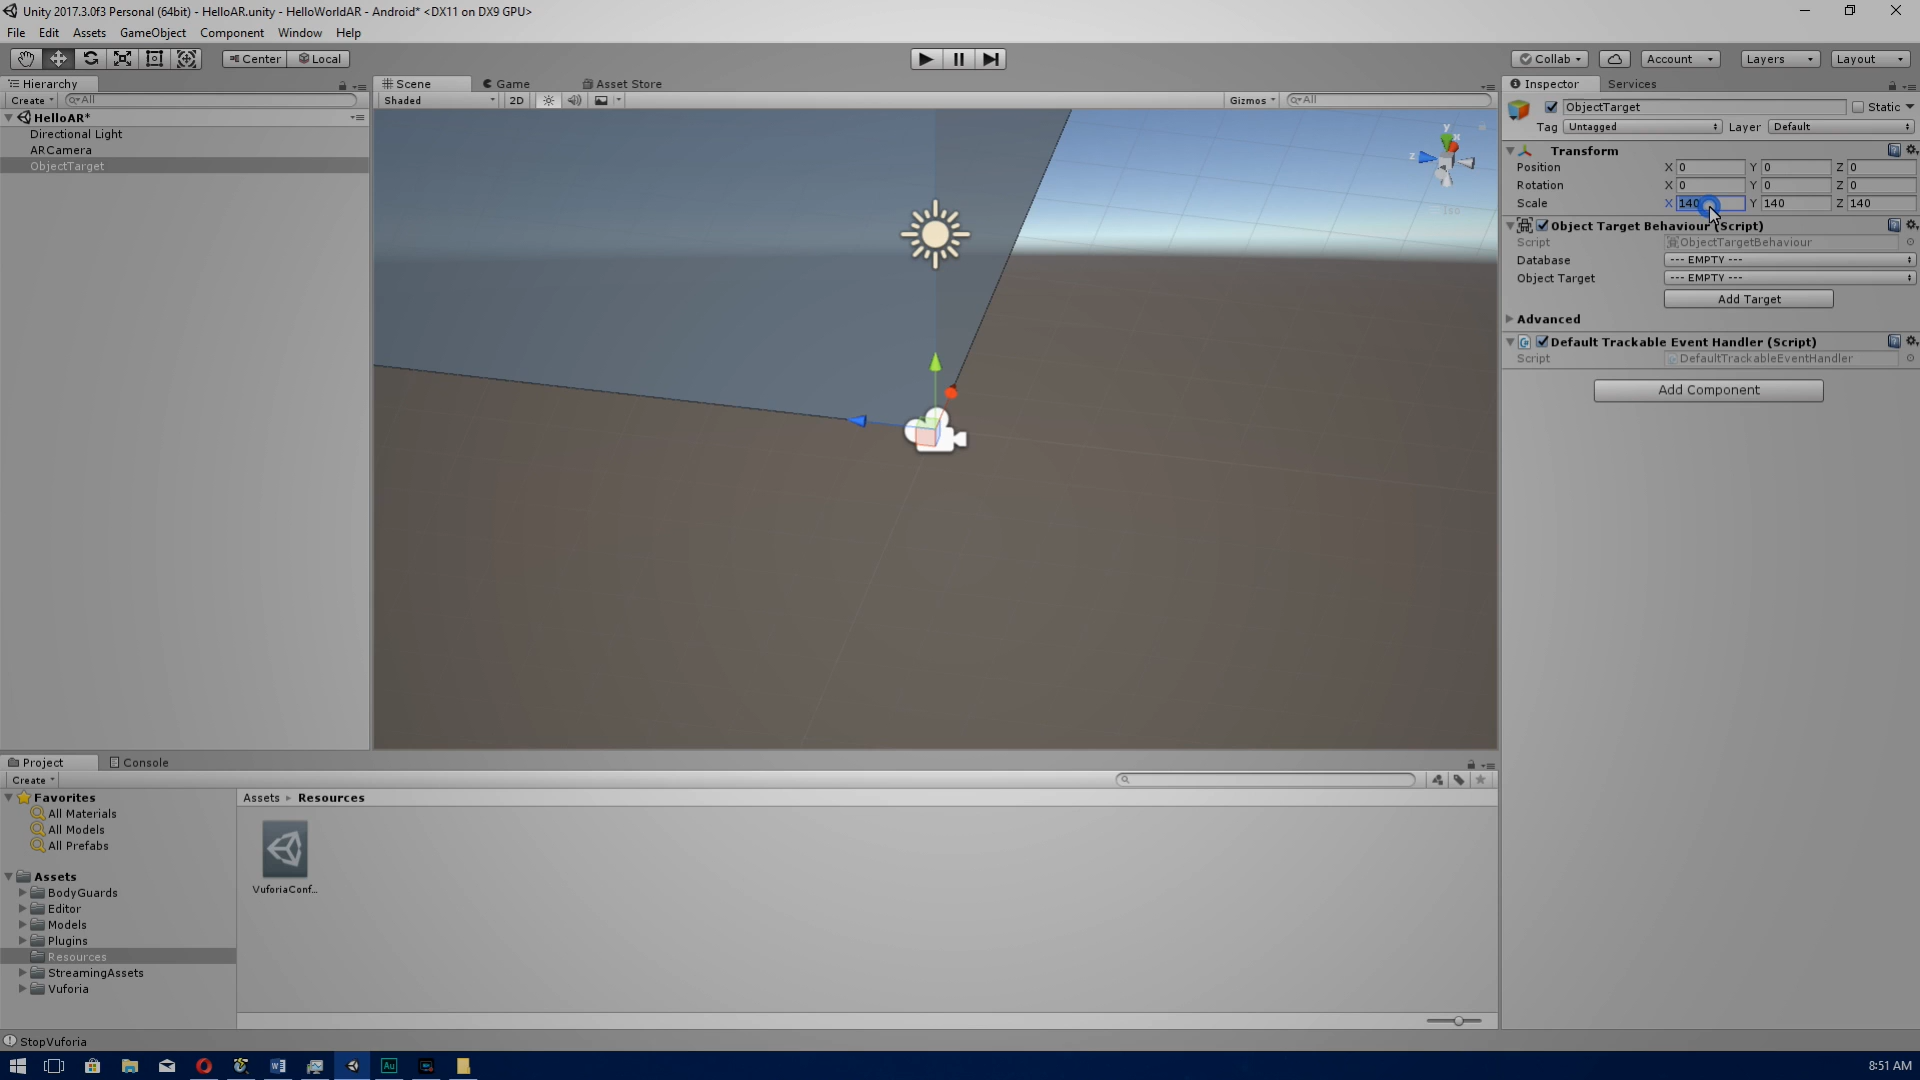 Unity 2017.3.0f3 Personal (64bit) - HelloAR.unity - HelloWorldAR - Android* <DX11 on DX9 GPU>
File Edit Assets GameObject Component Window Help
Center Local Collab Account Layers Layout
Hierarchy
Create All
HelloAR*
Directional Light
ARCamera
ObjectTarget
Scene Game Asset Store
Shaded 2D Gizmos All
y
x
z
Iso
Inspector Services
ObjectTarget Static
Tag Untagged Layer Default
Transform
Position X 0 Y 0 Z 0
Rotation X 0 Y 0 Z 0
Scale X 140 Y 140 Z 140
Object Target Behaviour (Script)
Script ObjectTargetBehaviour
Database --- EMPTY ---
Object Target --- EMPTY ---
Add Target
Advanced
Default Trackable Event Handler (Script)
Script DefaultTrackableEventHandler
Add Component
Project Console
Create
Favorites
All Materials
All Models
All Prefabs
Assets
BodyGuards
Editor
Models
Plugins
Resources
StreamingAssets
Vuforia
Assets Resources
VuforiaConf...
StopVuforia
Au
8:51 AM